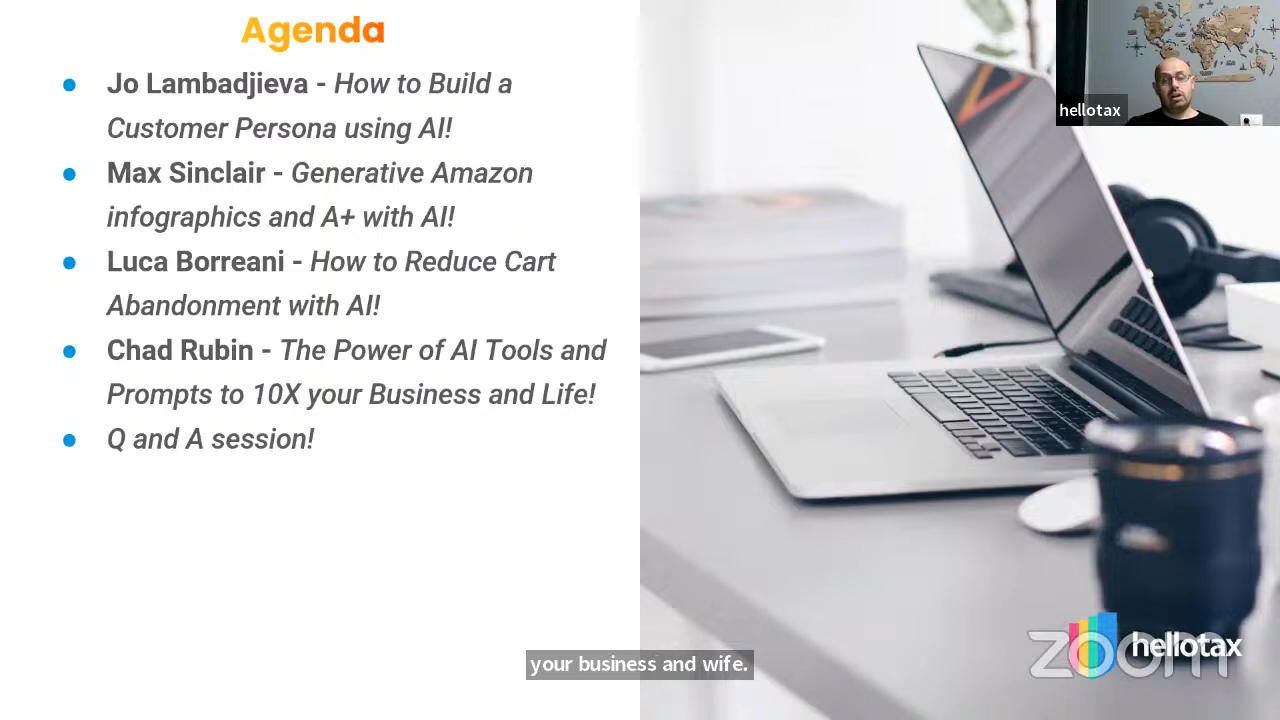 Agenda
Jo Lambadjieva - How to Build a
Customer Persona using AI!
Max Sinclair - Generative Amazon
infographics and A+ with AI!
Luca Borreani - How to Reduce Cart
Abandonment with AI!
Chad Rubin - The Power of AI Tools and
Prompts to 10X your Business and Life!
Q and A session!
hellotax
your business and wife.
zoom
hellotax